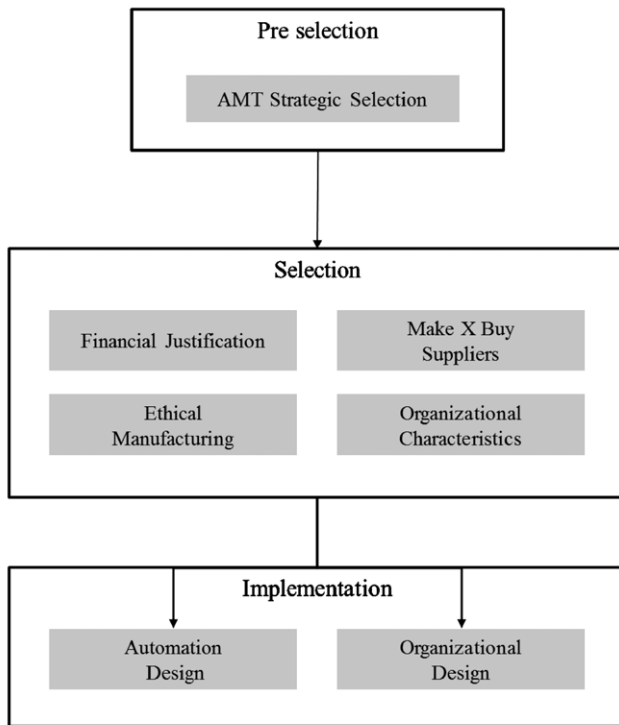 Pre selection
AMT Strategic Selection
Selection
Financial Justification
Make X Buy
Suppliers
Ethical
Manufacturing
Organizational
Characteristics
Implementation
Automation
Design
Organizational
Design